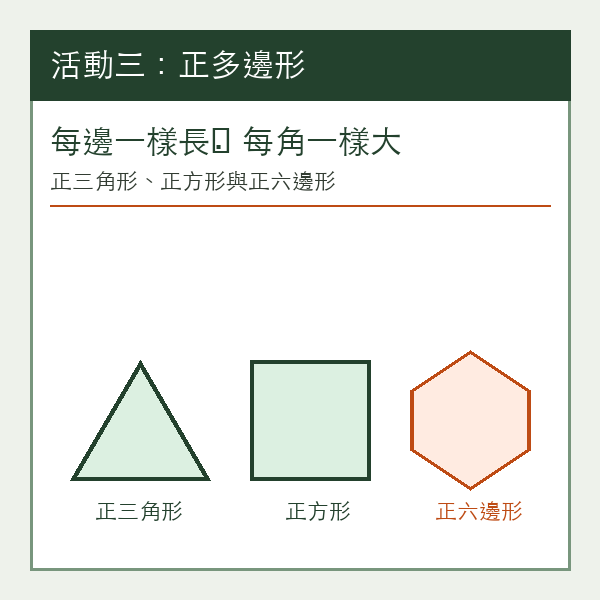 活動三：正多邊形
每邊一樣長 每角一樣大
正三角形、正方形與正六邊形
正三角形
正方形
正六邊形